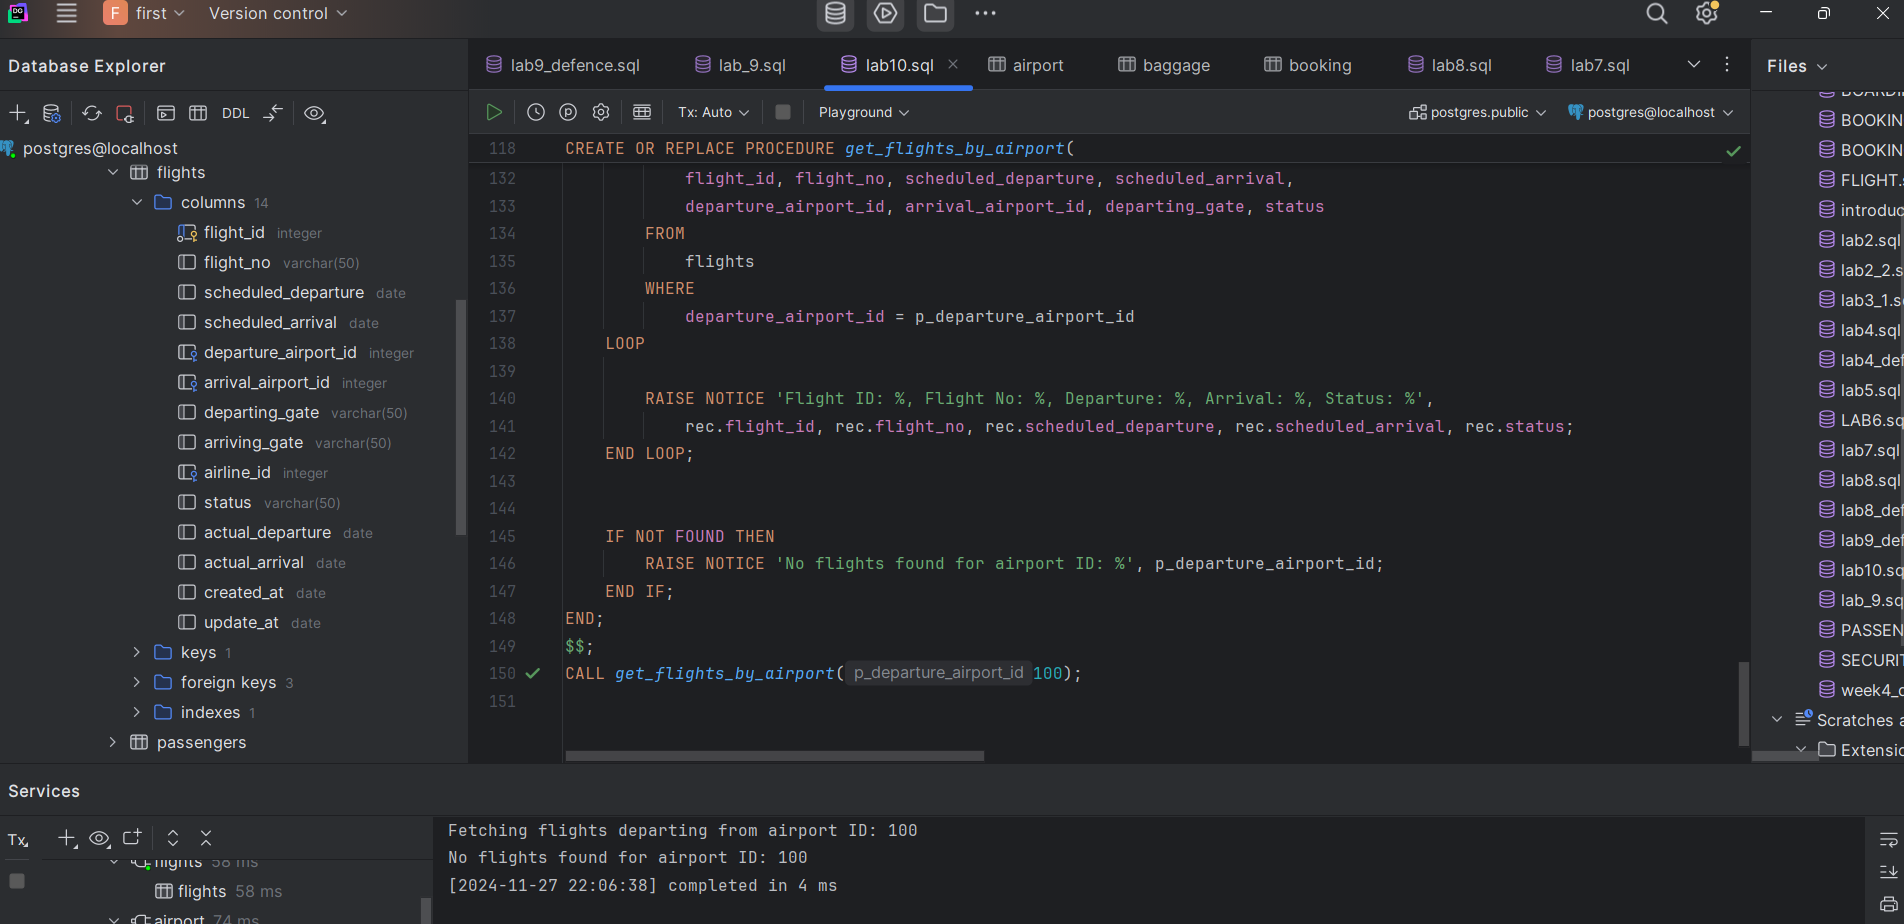 DG
F first
Version control
Database Explorer
DDL
postgres@localhost
flights
columns 14
flight_id integer
flight_no varchar(50)
scheduled_departure date
scheduled_arrival date
departure_airport_id integer
arrival_airport_id integer
departing_gate varchar(50)
arriving_gate varchar(50)
airline_id integer
status varchar(50)
actual_departure date
actual_arrival date
created_at date
update_at date
keys 1
foreign keys 3
indexes 1
passengers
lab9_defence.sql lab_9.sql lab10.sql airport baggage booking lab8.sql lab7.sql
Tx: Auto Playground postgres.public postgres@localhost
118 CREATE OR REPLACE PROCEDURE get_flights_by_airport(
132 flight_id, flight_no, scheduled_departure, scheduled_arrival,
133 departure_airport_id, arrival_airport_id, departing_gate, status
134 FROM
135 flights
136 WHERE
137 departure_airport_id = p_departure_airport_id
138 LOOP
139
140 RAISE NOTICE 'Flight ID: %, Flight No: %, Departure: %, Arrival: %, Status: %',
141 rec.flight_id, rec.flight_no, rec.scheduled_departure, rec.scheduled_arrival, rec.status;
142 END LOOP;
143
144
145 IF NOT FOUND THEN
146 RAISE NOTICE 'No flights found for airport ID: %', p_departure_airport_id;
147 END IF;
148 END;
149 $$;
150 CALL get_flights_by_airport( p_departure_airport_id 100);
151
Files
BOOKIN
BOOKIN
FLIGHT.
introduc
lab2.sql
lab2_2.s
lab3_1.s
lab4.sql
lab4_def
lab5.sql
LAB6.sq
lab7.sql
lab8.sql
lab8_def
lab9_def
lab10.sq
lab_9.sq
PASSEN
SECURIT
week4_
Scratches a
Extensio
Services
Tx
flights 58 ms
flights 58 ms
airport 74 ms
Fetching flights departing from airport ID: 100
No flights found for airport ID: 100
[2024-11-27 22:06:38] completed in 4 ms